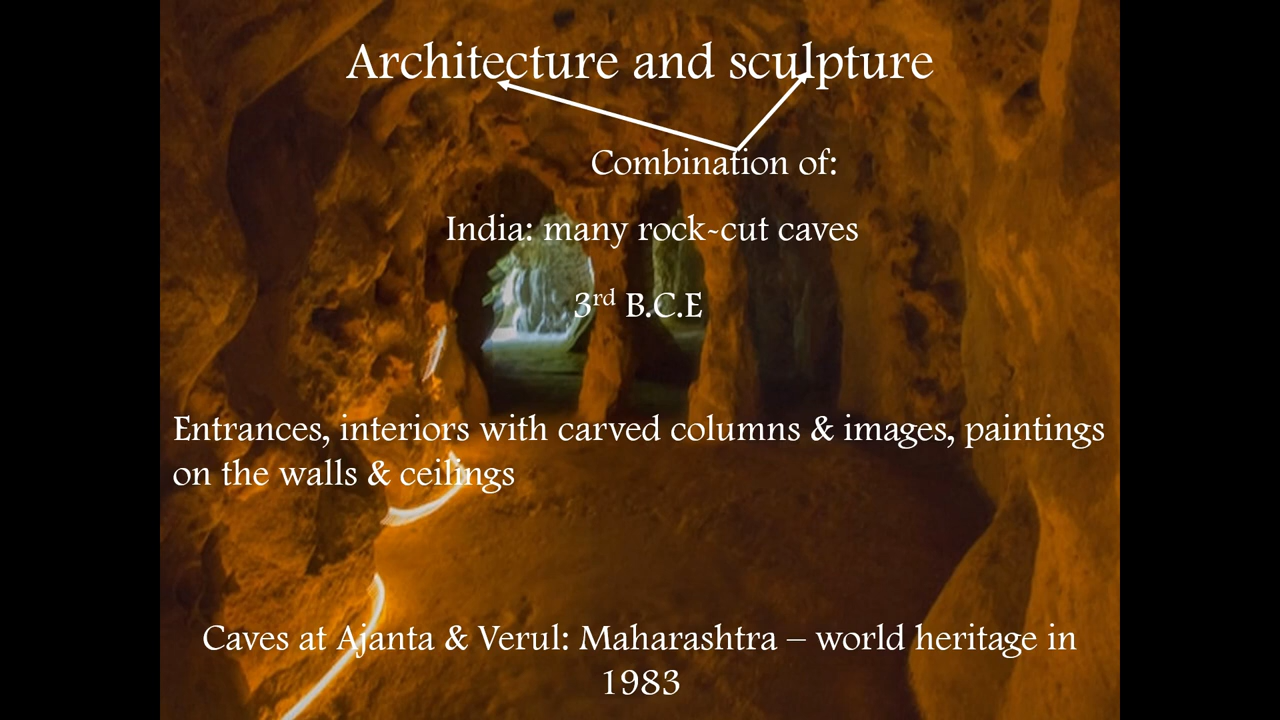 Architecture and sculpture
Combination of:
India: many rock-cut caves
3rd B.C.E
Entrances, interiors with carved columns & images, paintings
on the walls & ceilings
Caves at Ajanta & Verul: Maharashtra – world heritage in
1983